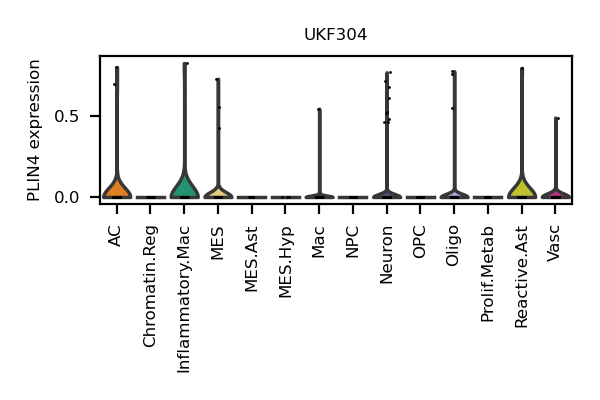 UKF304
PLIN4 expression
0.5
0.0
AC
Chromatin.Reg
Inflammatory.Mac
MES
MES.Ast
MES.Hyp
Mac
NPC
Neuron
OPC
Oligo
Prolif.Metab
Reactive.Ast
Vasc